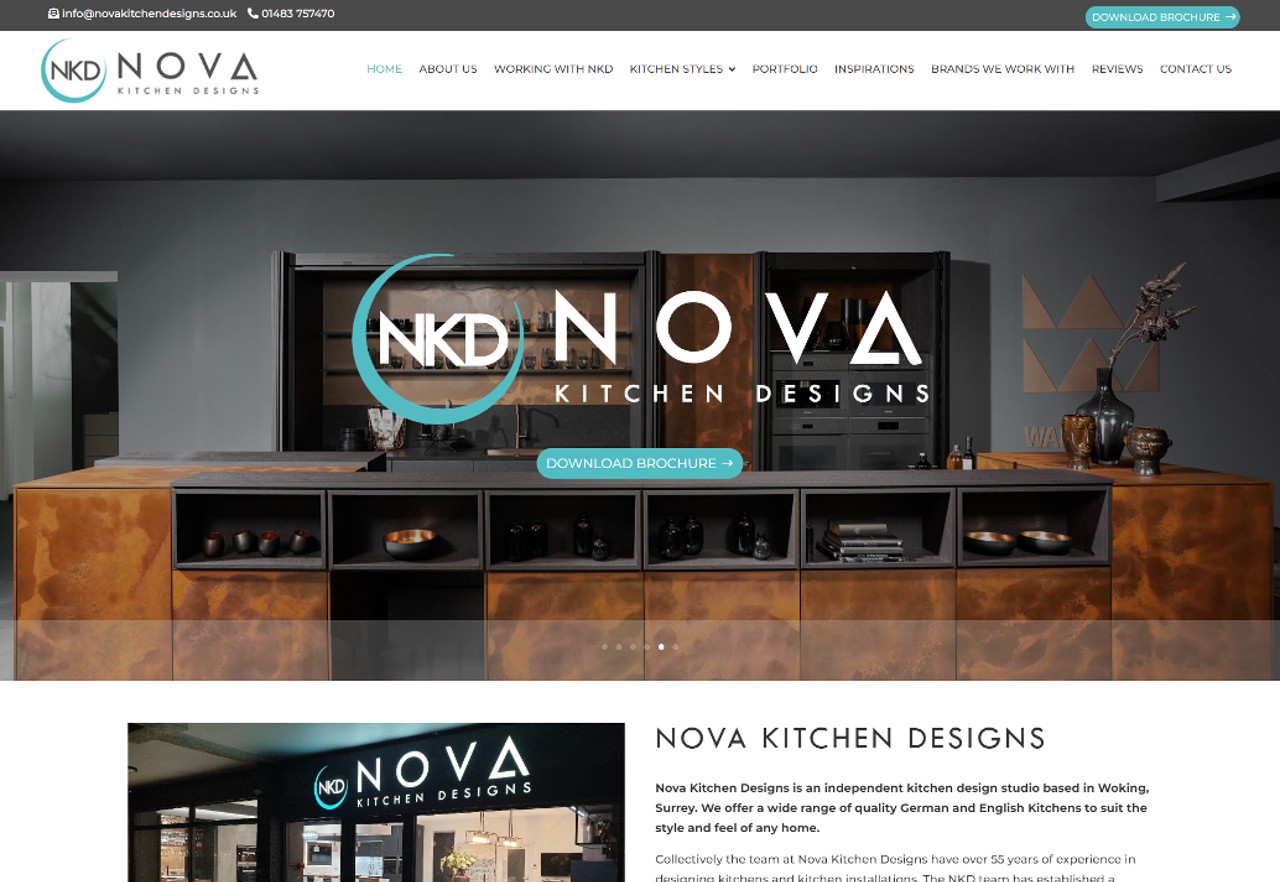 info@novakitchendesigns.co.uk 01483 757470
DOWNLOAD BROCHURE
NKD NOVA
KITCHEN DESIGNS
HOME ABOUT US WORKING WITH NKD KITCHEN STYLES PORTFOLIO INSPIRATIONS BRANDS WE WORK WITH REVIEWS CONTACT US
NKD NOVA
KITCHEN DESIGNS
DOWNLOAD BROCHURE
NKD NOVA
KITCHEN DESIGNS
NOVA KITCHEN DESIGNS
Nova Kitchen Designs is an independent kitchen design studio based in Woking,
Surrey. We offer a wide range of quality German and English Kitchens to suit the
style and feel of any home.
Collectively the team at Nova Kitchen Designs have over 55 years of experience in
designing kitchens and kitchen installations. The NKD team has established a